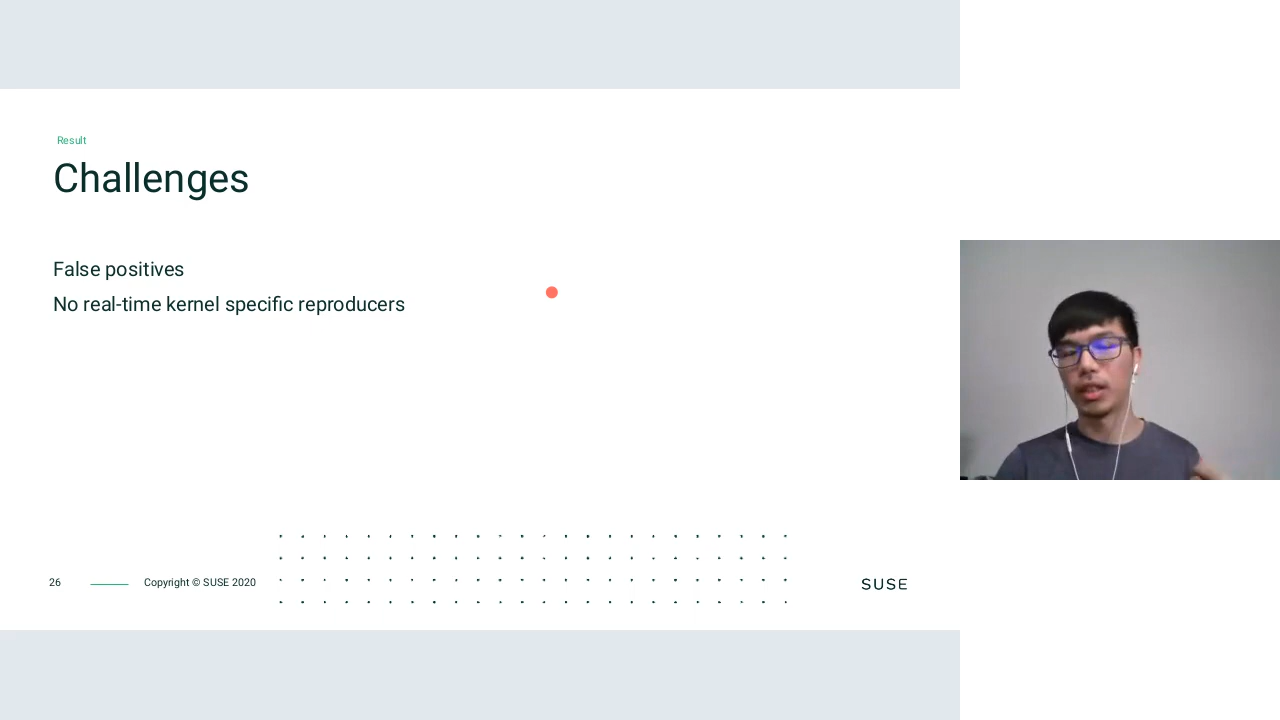 Result
Challenges
False positives
No real-time kernel specific reproducers
26
Copyright © SUSE 2020
SUSE